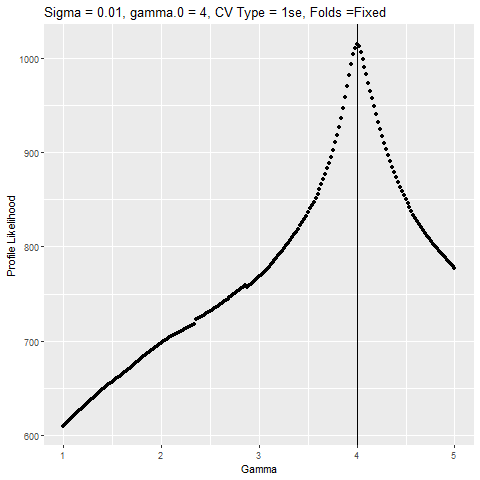 Sigma = 0.01, gamma.0 = 4, CV Type = 1se, Folds =Fixed
1000
900
800
700
600
Profile Likelihood
1 2 3 4 5
Gamma